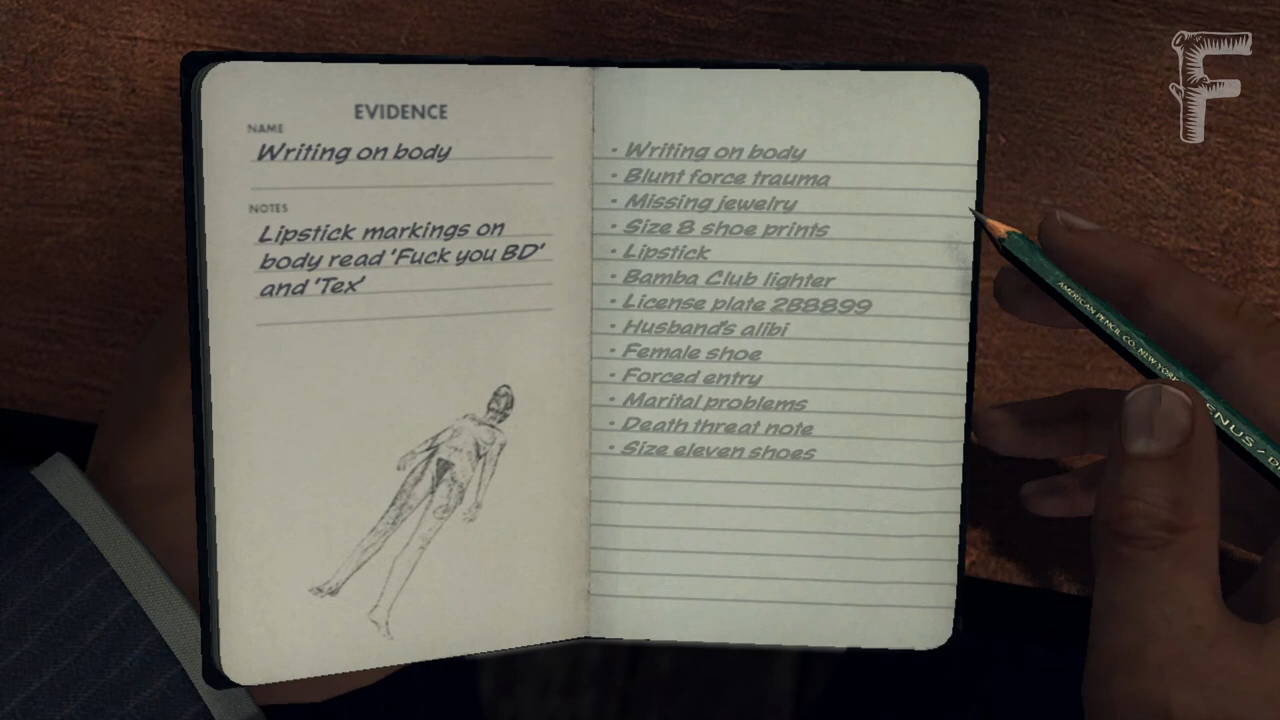 F
EVIDENCE
NAME
Writing on body
NOTES
Lipstick markings on
body read 'Fuck you BD'
and 'Tex'
• Writing on body
• Blunt force trauma
• Missing jewelry
• Size 8 shoe prints
• Lipstick
• Bamba Club lighter
• License plate 2B8899
• Husband's alibi
• Female shoe
• Forced entry
• Marital problems
• Death threat note
• Size eleven shoes
AMERICAN PENCIL CO. NEW YORK